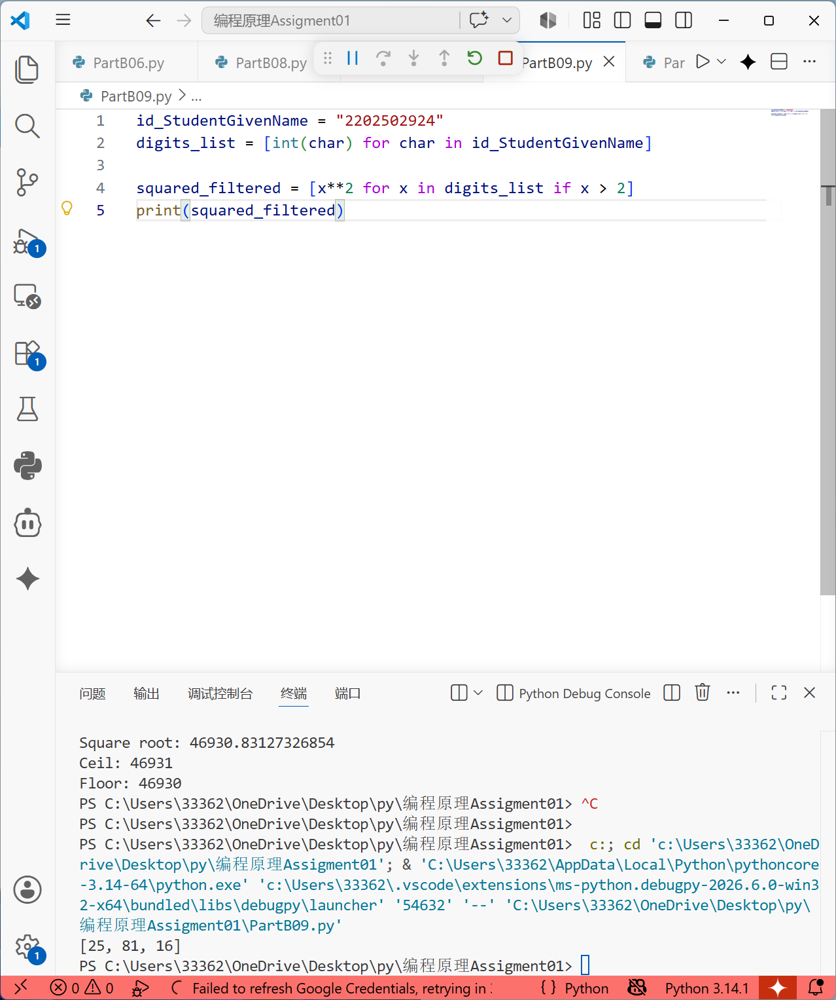 编程原理Assigment01
PartB06.py
PartB08.py
PartB09.py
Par
PartB09.py > ...
1 id_StudentGivenName = "2202502924"
2 digits_list = [int(char) for char in id_StudentGivenName]
3
4 squared_filtered = [x**2 for x in digits_list if x > 2]
5 print(squared_filtered)
1
1
问题 输出 调试控制台 终端 端口 Python Debug Console
Square root: 46930.83127326854
Ceil: 46931
Floor: 46930
PS C:\Users\33362\OneDrive\Desktop\py\编程原理Assigment01> ^C
PS C:\Users\33362\OneDrive\Desktop\py\编程原理Assigment01>
PS C:\Users\33362\OneDrive\Desktop\py\编程原理Assigment01>  c:; cd 'c:\Users\33362\OneD
rive\Desktop\py\编程原理Assigment01'; & 'C:\Users\33362\AppData\Local\Python\pythoncore
-3.14-64\python.exe' 'c:\Users\33362\.vscode\extensions\ms-python.debugpy-2026.6.0-win3
2-x64\bundled\libs\debugpy\launcher' '54632' '--' 'C:\Users\33362\OneDrive\Desktop\py\
编程原理Assigment01\PartB09.py'
[25, 81, 16]
PS C:\Users\33362\OneDrive\Desktop\py\编程原理Assigment01>
1
0 0 Failed to refresh Google Credentials, retrying in { } Python Python 3.14.1